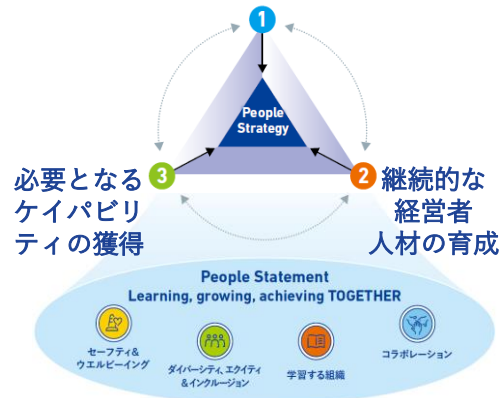 1
People
Strategy
必要となる
ケイパビリ
ティの獲得
3
2
継続的な
経営者
人材の育成
People Statement
Learning, growing, achieving TOGETHER
セーフティ&
ウエルビーイング
ダイバーシティ、エクイティ
&インクルージョン
学習する組織
コラボレーション